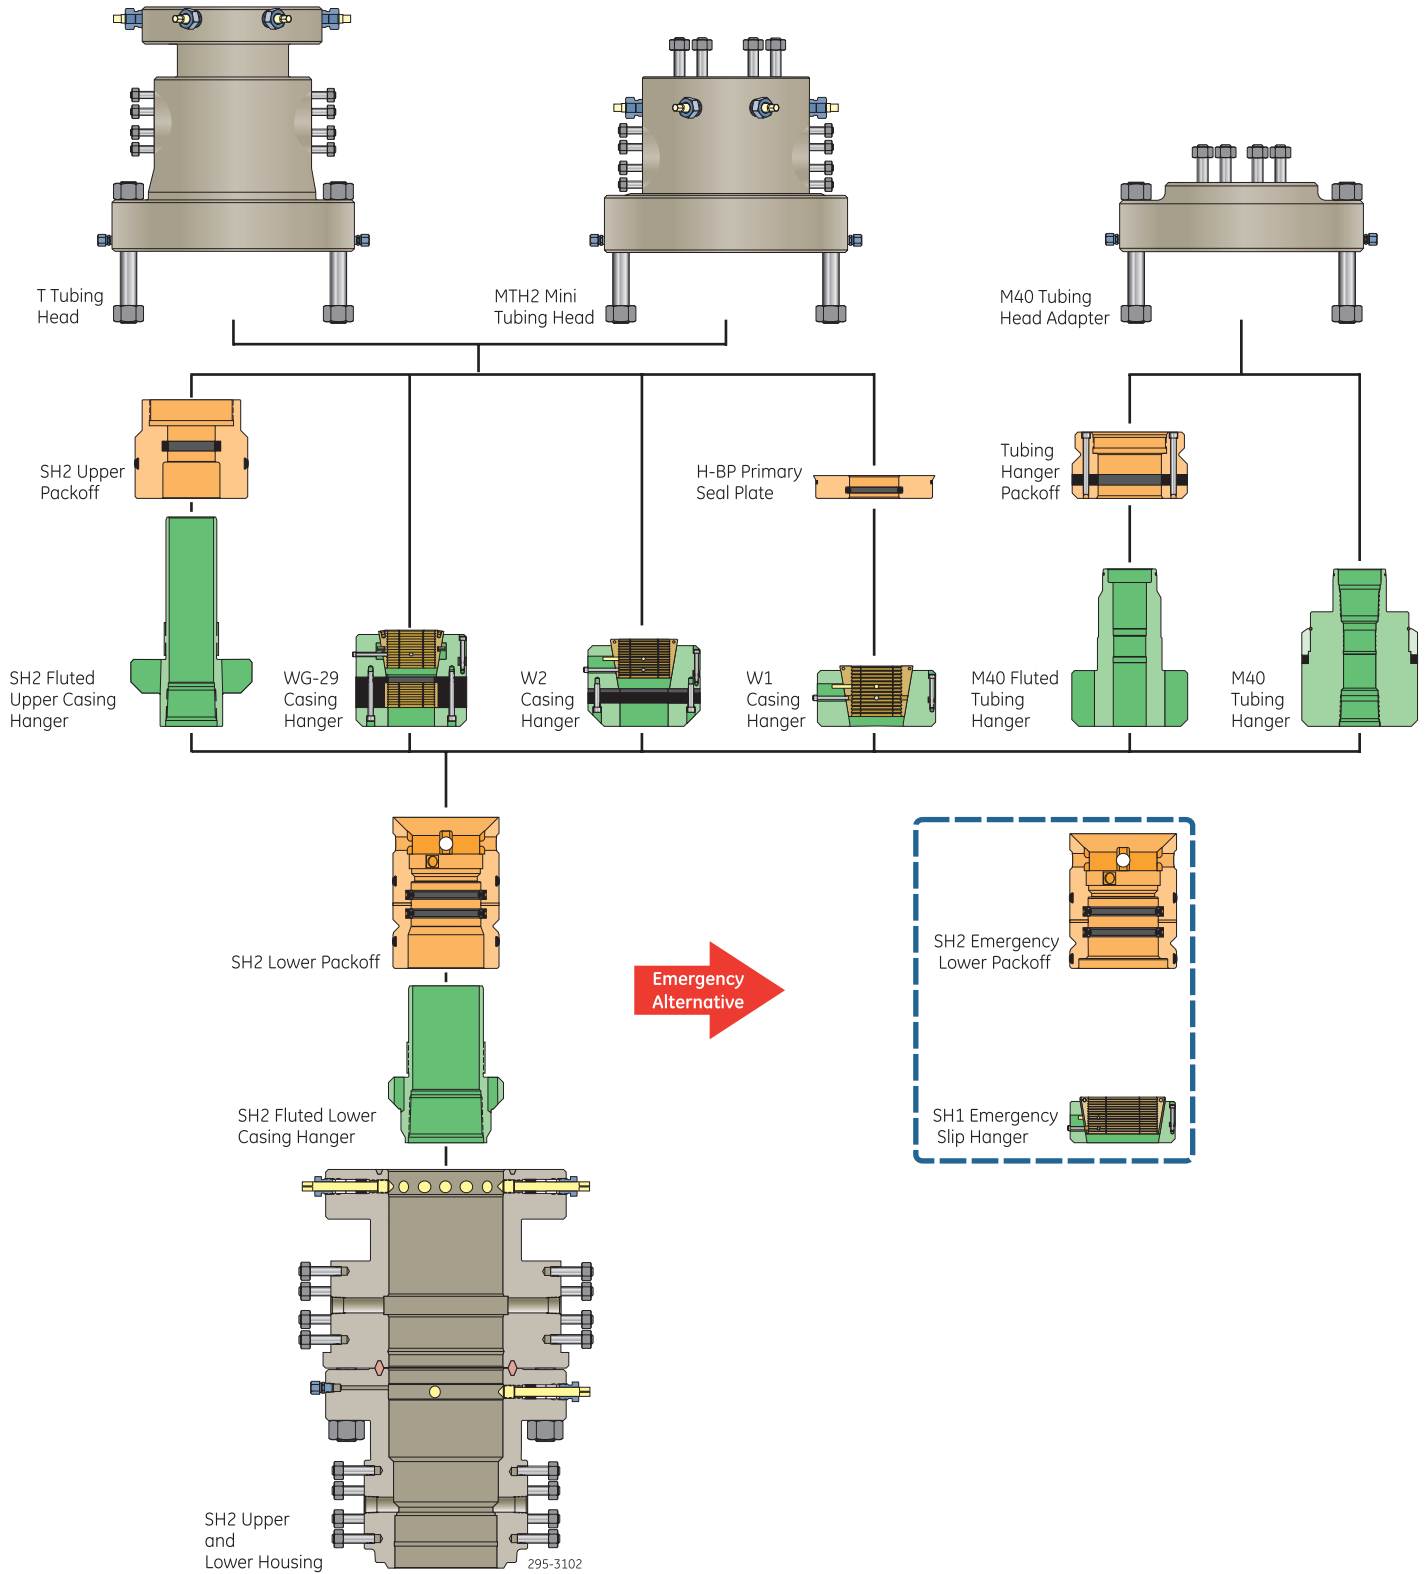 T Tubing
Head
MTH2 Mini
Tubing Head
M40 Tubing
Head Adapter
SH2 Upper
Packoff
H-BP Primary
Seal Plate
Tubing
Hanger
Packoff
SH2 Fluted
Upper Casing
Hanger
WG-29
Casing
Hanger
W2
Casing
Hanger
W1
Casing
Hanger
M40 Fluted
Tubing
Hanger
M40
Tubing
Hanger
SH2 Lower Packoff
Emergency
Alternative
SH2 Emergency
Lower Packoff
SH2 Fluted Lower
Casing Hanger
SH1 Emergency
Slip Hanger
SH2 Upper
and
Lower Housing
295-3102